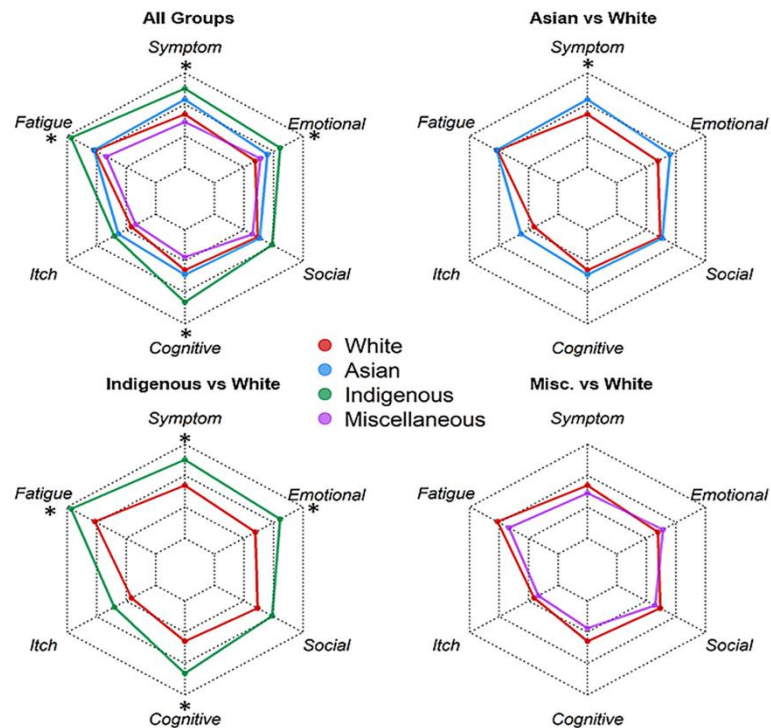 All Groups
Symptom
*
Fatigue
*
Emotional *
Itch
Social
*
Cognitive
Asian vs White
Symptom
*
Fatigue
Emotional
Itch
Social
Cognitive
White
Asian
Indigenous
Miscellaneous
Indigenous vs White
Symptom
*
Fatigue
*
Emotional *
Itch
Social
*
Cognitive
Misc. vs White
Symptom
Fatigue
Emotional
Itch
Social
Cognitive